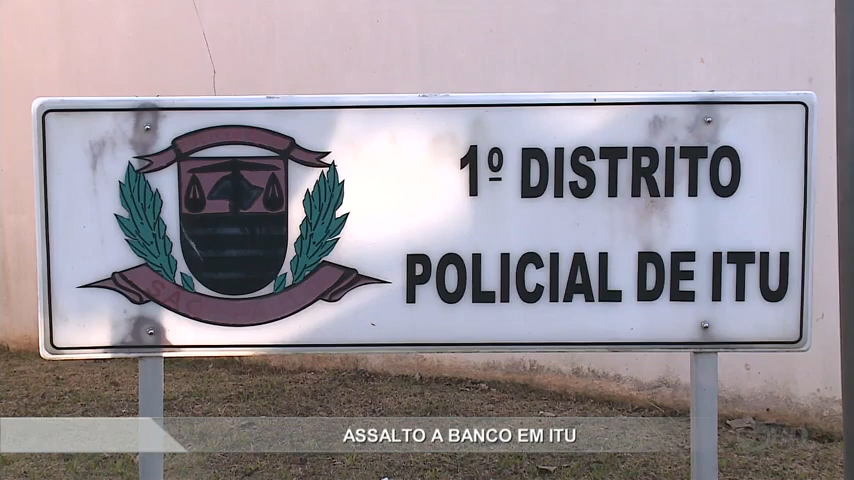 1º DISTRITO
POLICIAL DE ITU
ASSALTO A BANCO EM ITU